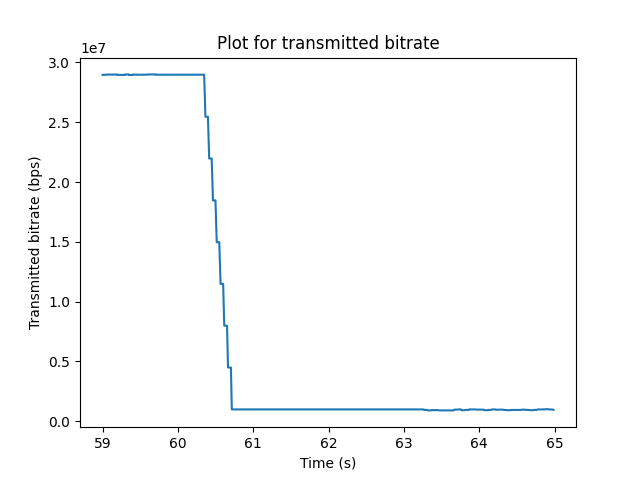 Plot for transmitted bitrate
1e7
3.0
2.5
2.0
1.5
1.0
0.5
0.0
Transmitted bitrate (bps)
59 60 61 62 63 64 65
Time (s)